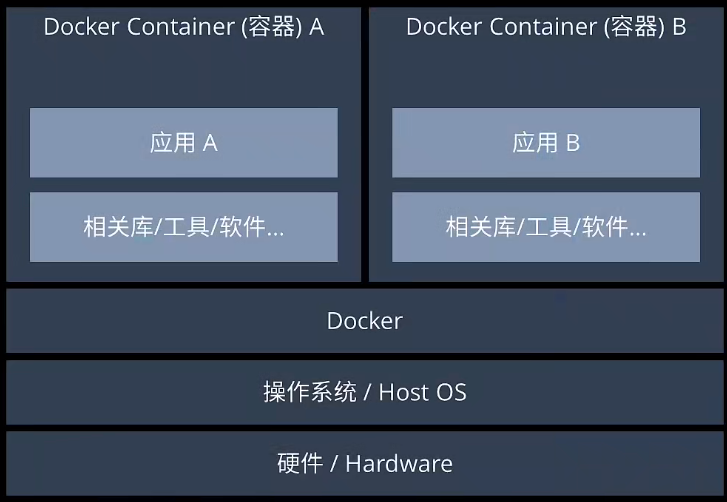 Docker Container (容器) A
Docker Container (容器) B
应用 A
应用 B
相关库/工具/软件...
相关库/工具/软件...
Docker
操作系统 / Host OS
硬件 / Hardware